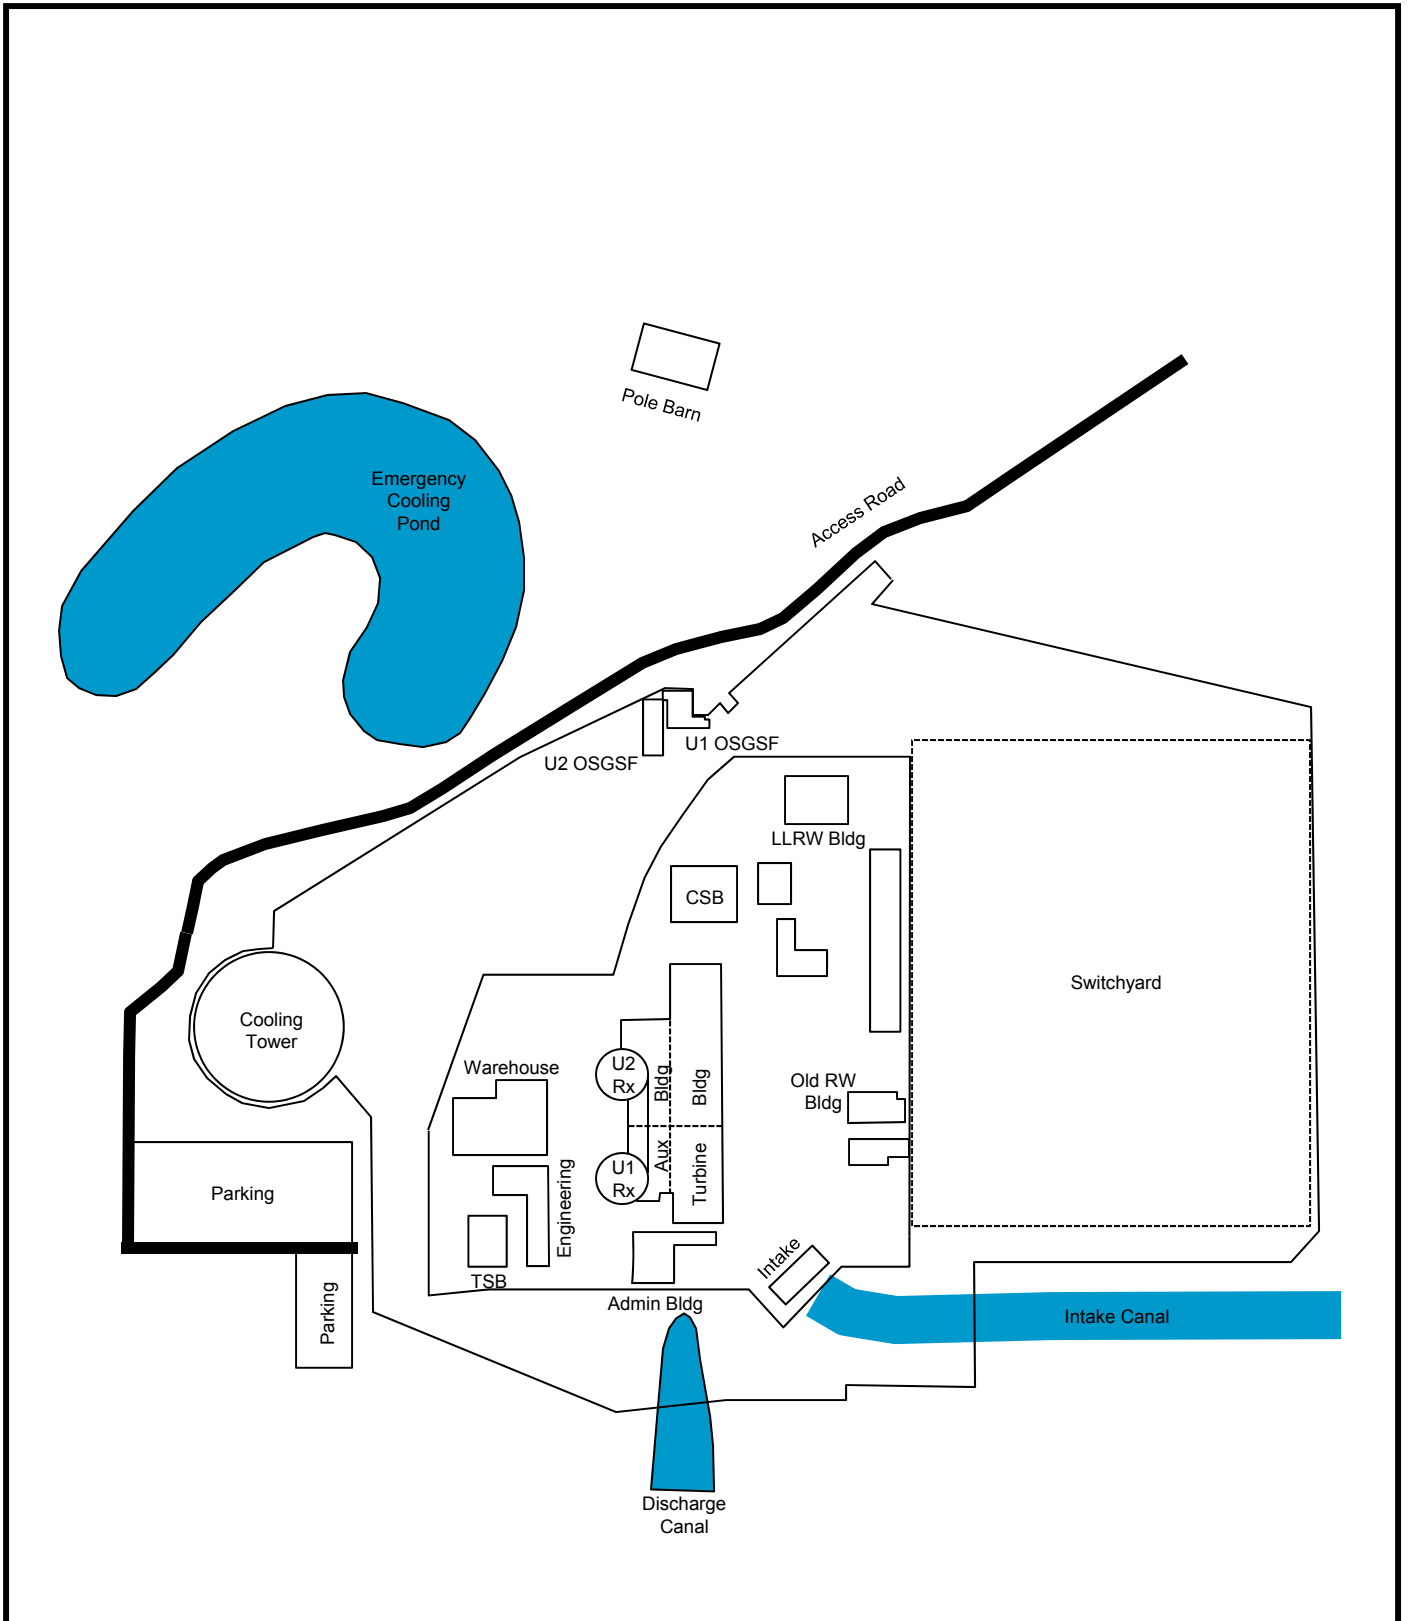 Pole Barn
Emergency
Cooling
Pond
Access Road
U1 OSGSF
U2 OSGSF
LLRW Bldg
CSB
Switchyard
Cooling
Tower
Warehouse
U2
Rx
Aux Bldg
Turbine Bldg
Old RW
Bldg
U1
Rx
Parking
Engineering
TSB
Intake
Admin Bldg
Parking
Intake Canal
Discharge
Canal